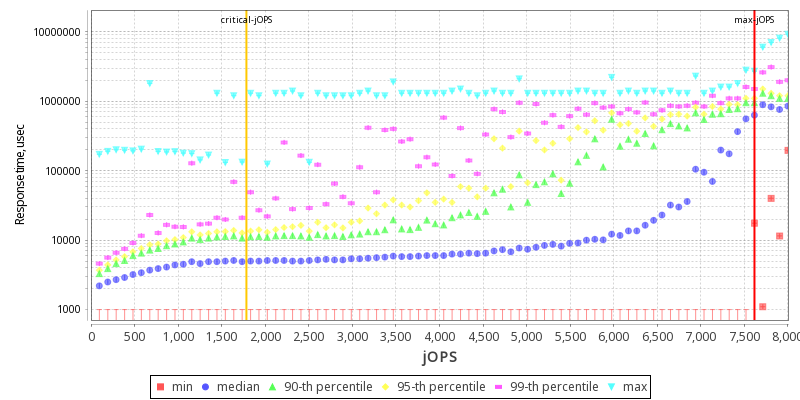 critical-jOPS max-jOPS
10000000
1000000
100000
10000
1000
Response time, usec
0 500 1,000 1,500 2,000 2,500 3,000 3,500 4,000 4,500 5,000 5,500 6,000 6,500 7,000 7,500 8,000
jOPS
min median 90-th percentile 95-th percentile 99-th percentile max